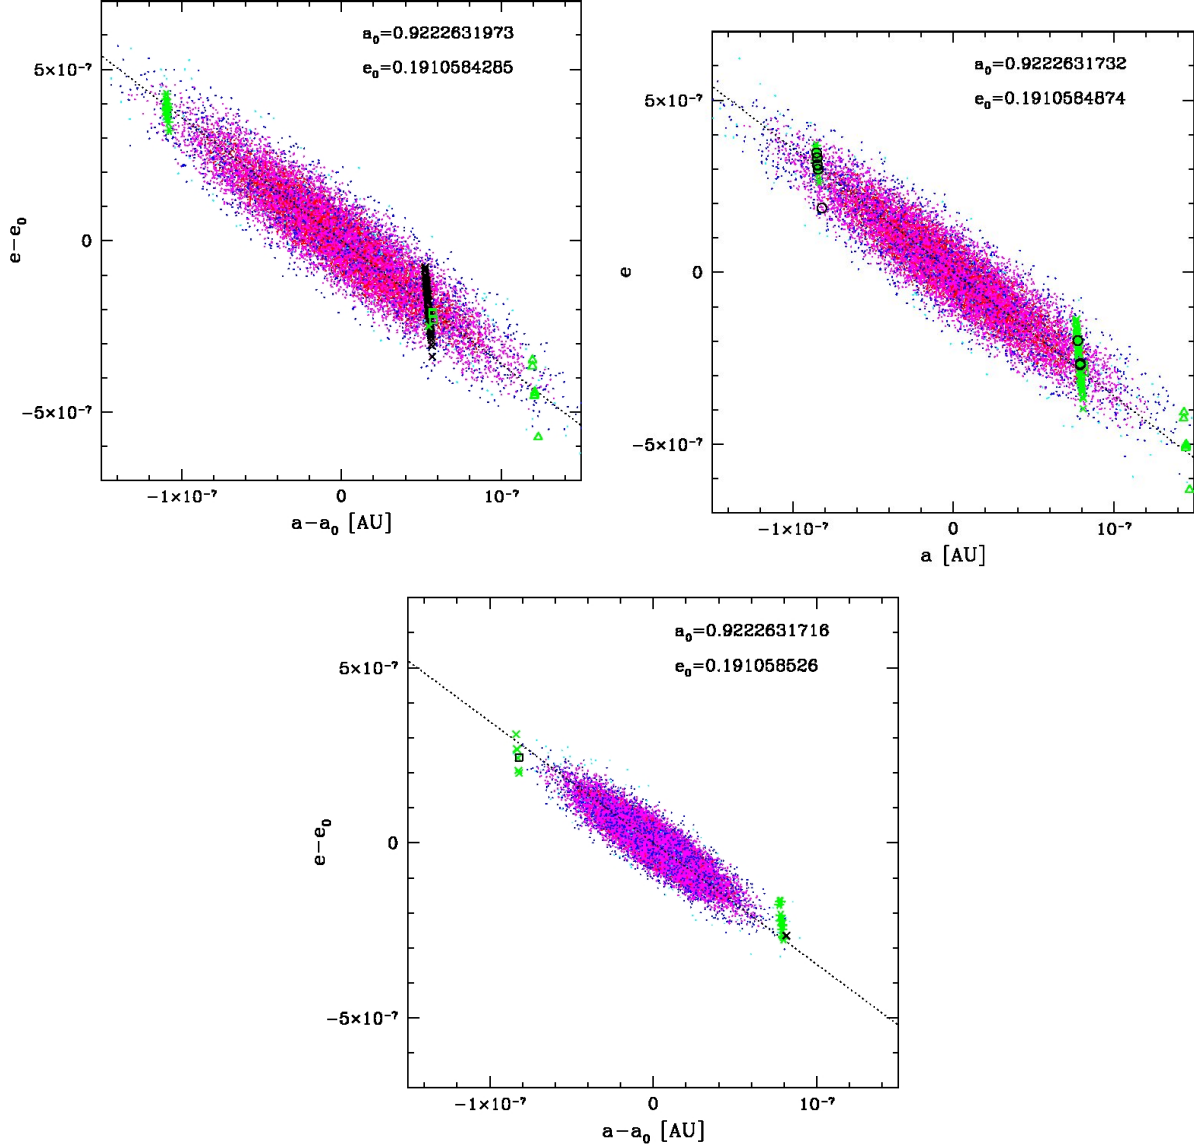 a₀=0.9222631973
e₀=0.1910584285
5×10⁻⁷
0
−5×10⁻⁷
e−e₀
−1×10⁻⁷
0
10⁻⁷
a−a₀ [AU]
a₀=0.9222631732
e₀=0.1910584874
5×10⁻⁷
0
−5×10⁻⁷
e
−1×10⁻⁷
0
10⁻⁷
a [AU]
a₀=0.9222631716
e₀=0.191058526
5×10⁻⁷
0
−5×10⁻⁷
e−e₀
−1×10⁻⁷
0
10⁻⁷
a−a₀ [AU]